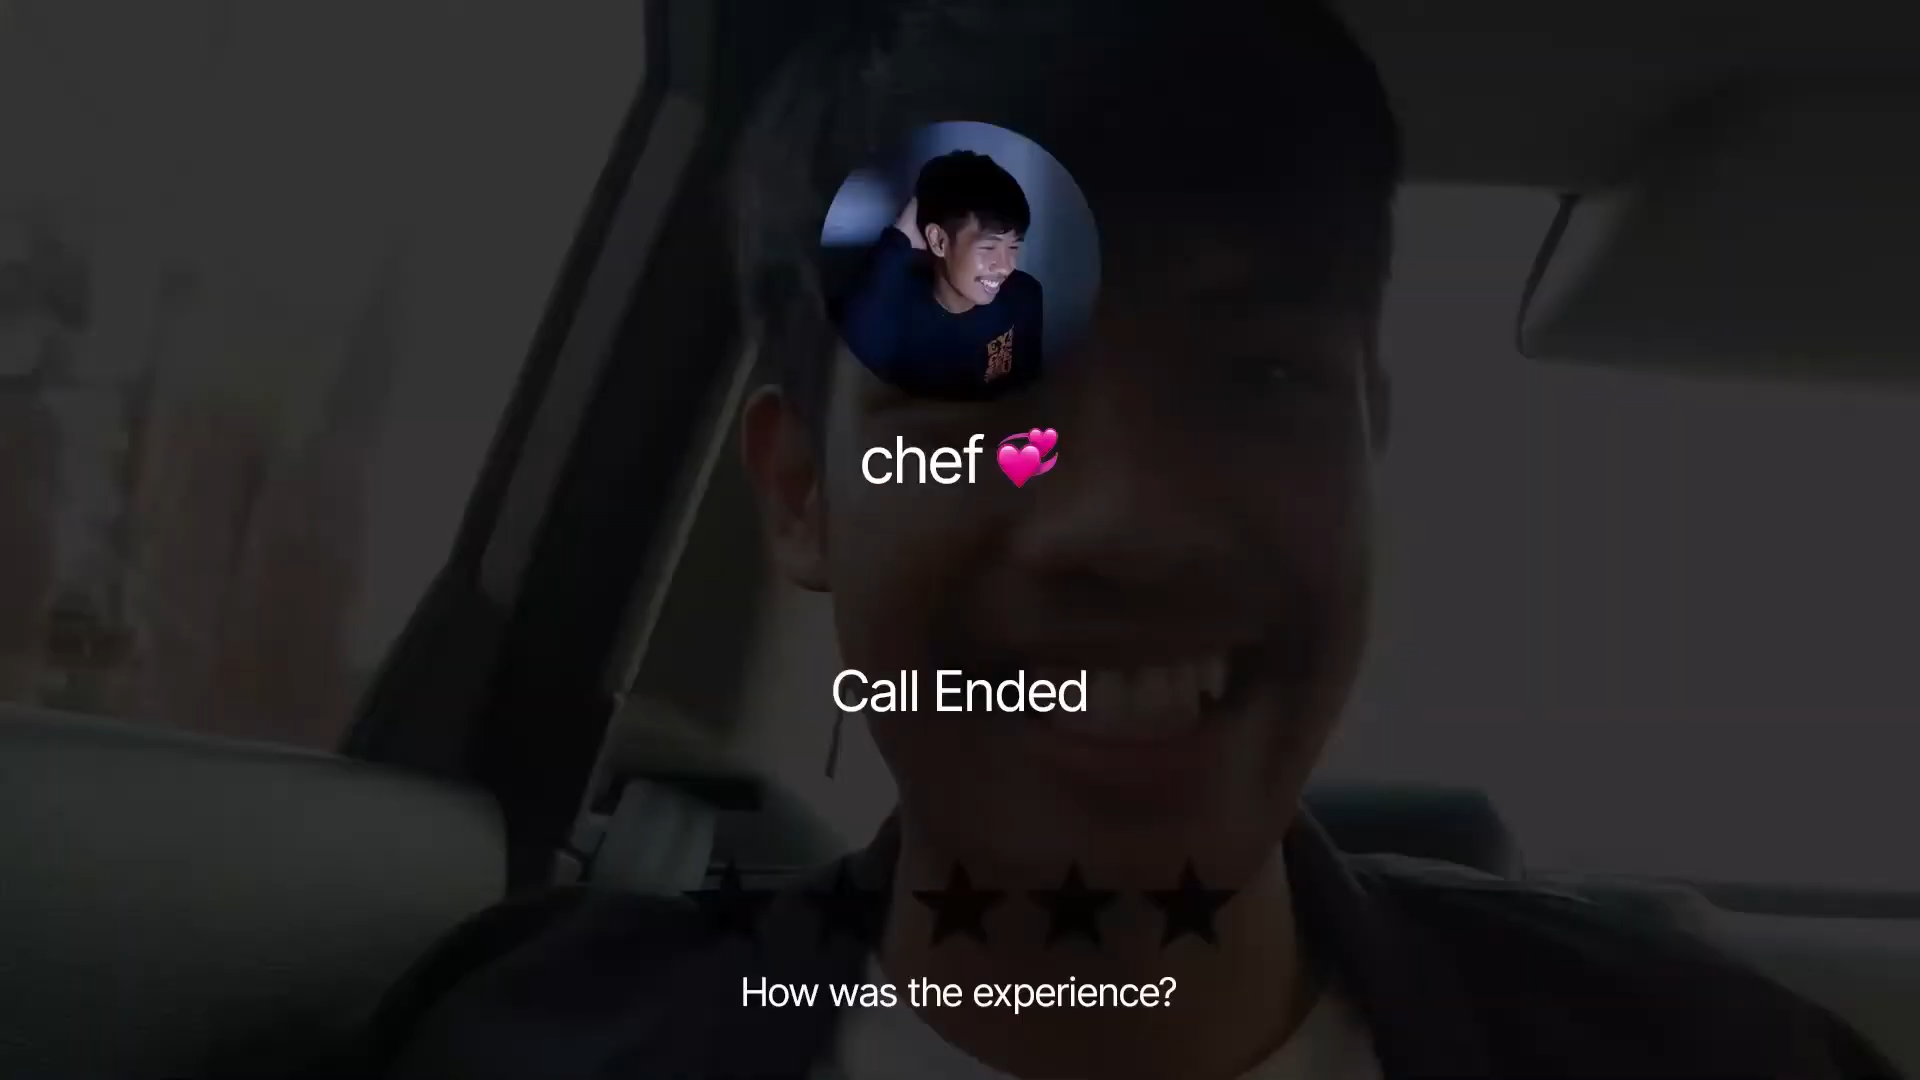 chef 💞
Call Ended
How was the experience?